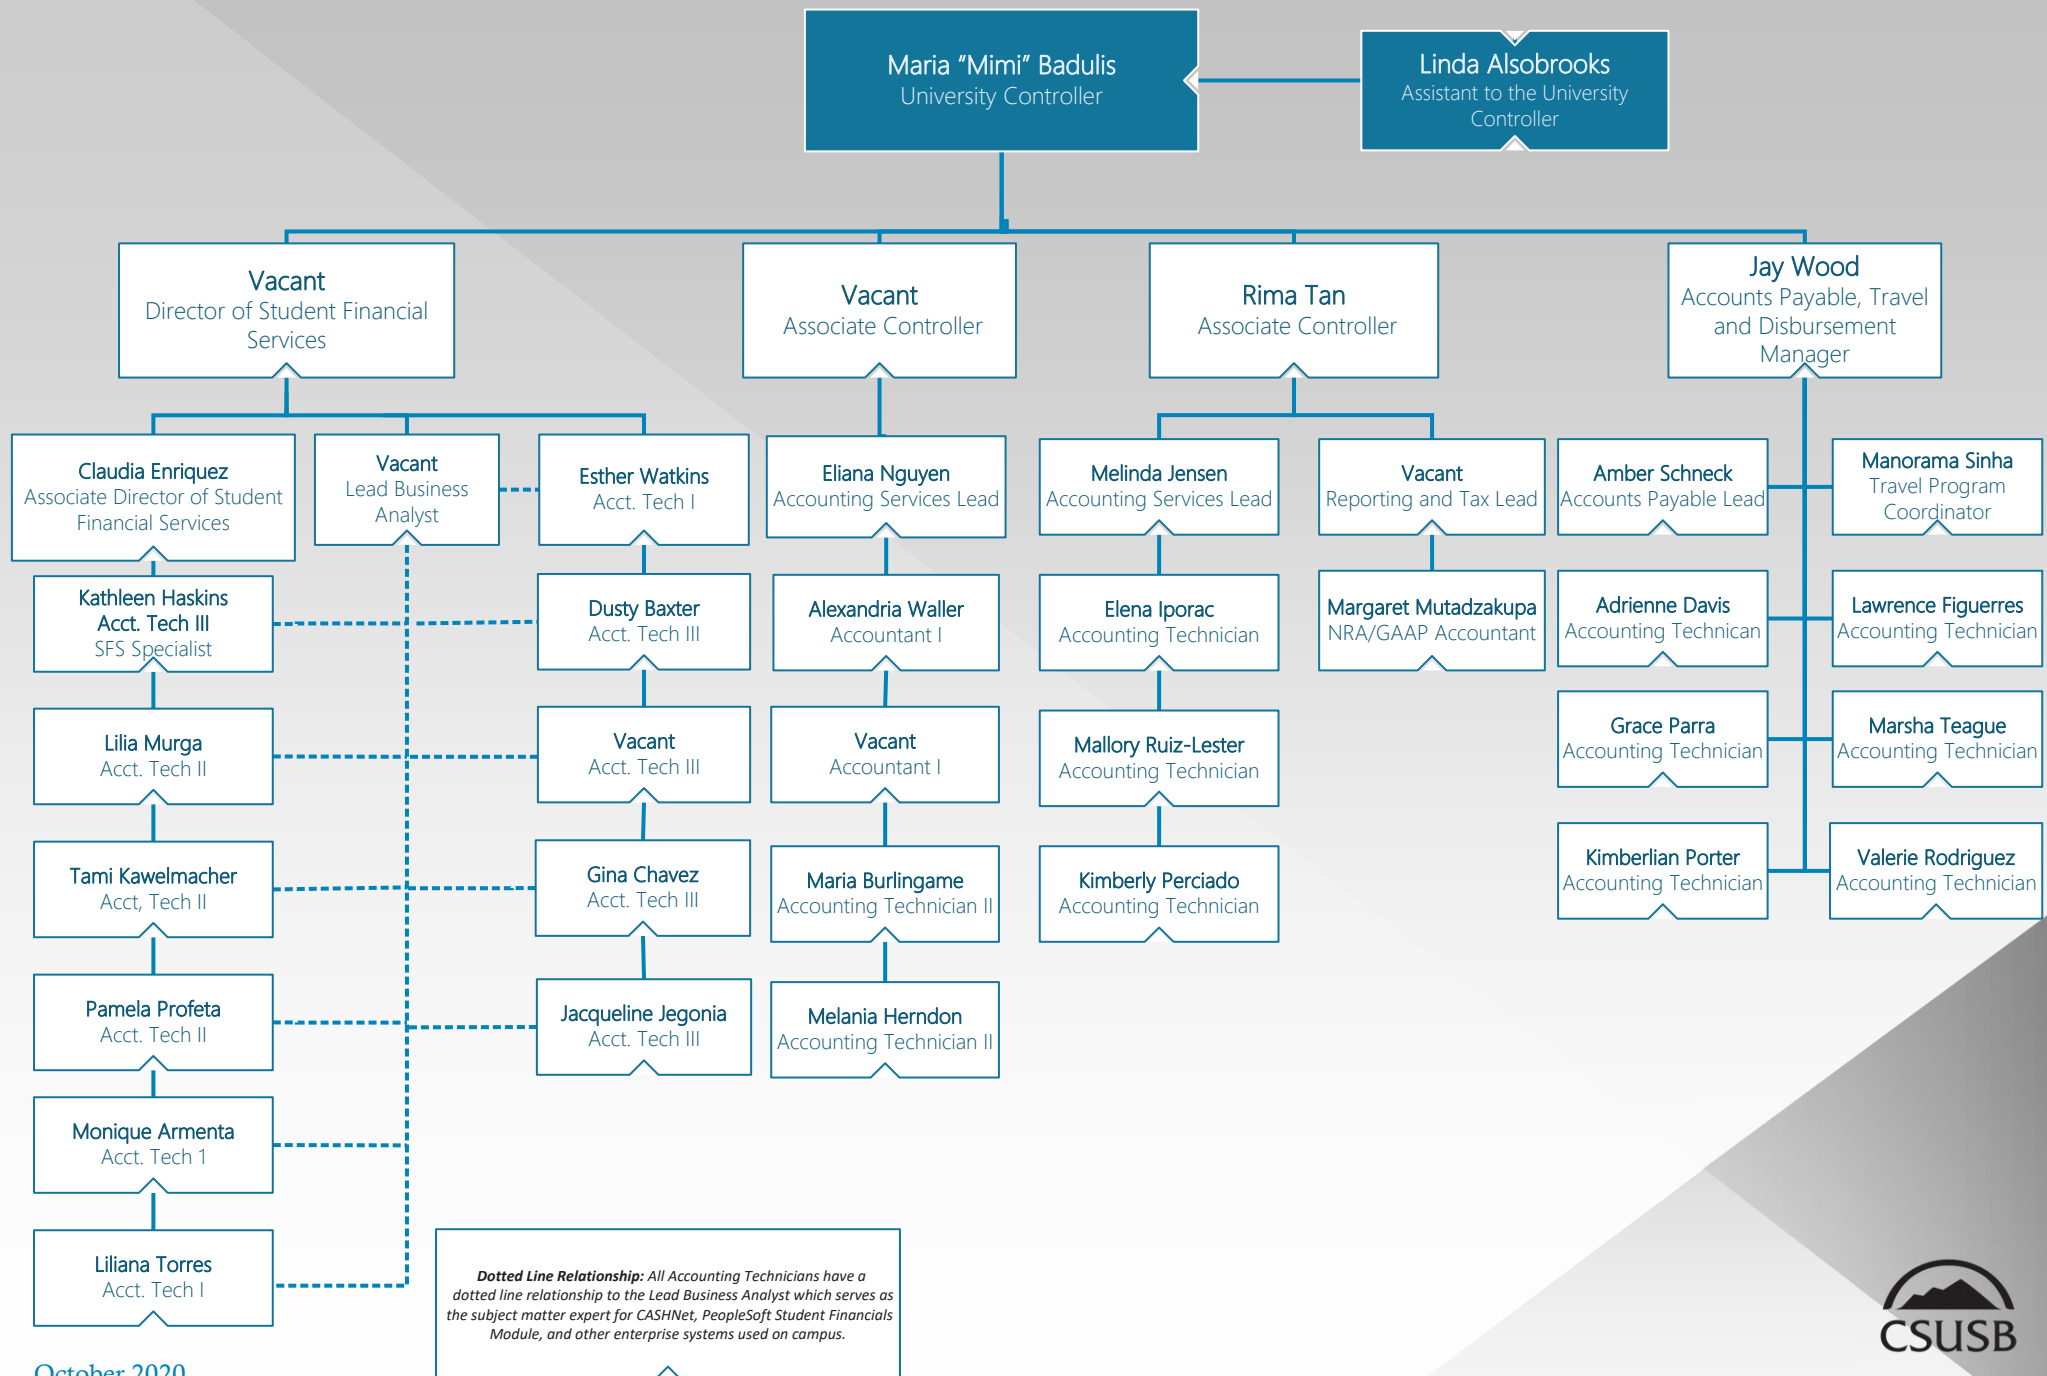 Maria “Mimi” Badulis
University Controller
Linda Alsobrooks
Assistant to the University
Controller
Vacant
Director of Student Financial
Services
Vacant
Associate Controller
Rima Tan
Associate Controller
Jay Wood
Accounts Payable, Travel
and Disbursement
Manager
Claudia Enriquez
Associate Director of Student
Financial Services
Vacant
Lead Business
Analyst
Esther Watkins
Acct. Tech I
Eliana Nguyen
Accounting Services Lead
Melinda Jensen
Accounting Services Lead
Vacant
Reporting and Tax Lead
Amber Schneck
Accounts Payable Lead
Manorama Sinha
Travel Program
Coordinator
Kathleen Haskins
Acct. Tech III
SFS Specialist
Dusty Baxter
Acct. Tech III
Alexandria Waller
Accountant I
Elena Iporac
Accounting Technician
Margaret Mutadzakupa
NRA/GAAP Accountant
Adrienne Davis
Accounting Technican
Lawrence Figuerres
Accounting Technician
Lilia Murga
Acct. Tech II
Vacant
Acct. Tech III
Vacant
Accountant I
Mallory Ruiz-Lester
Accounting Technician
Grace Parra
Accounting Technician
Marsha Teague
Accounting Technician
Tami Kawelmacher
Acct, Tech II
Gina Chavez
Acct. Tech III
Maria Burlingame
Accounting Technician II
Kimberly Perciado
Accounting Technician
Kimberlian Porter
Accounting Technician
Valerie Rodriguez
Accounting Technician
Pamela Profeta
Acct. Tech II
Jacqueline Jegonia
Acct. Tech III
Melania Herndon
Accounting Technician II
Monique Armenta
Acct. Tech 1
Liliana Torres
Acct. Tech I
Dotted Line Relationship: All Accounting Technicians have a
dotted line relationship to the Lead Business Analyst which serves as
the subject matter expert for CASHNet, PeopleSoft Student Financials
Module, and other enterprise systems used on campus.
October 2020
CSUSB